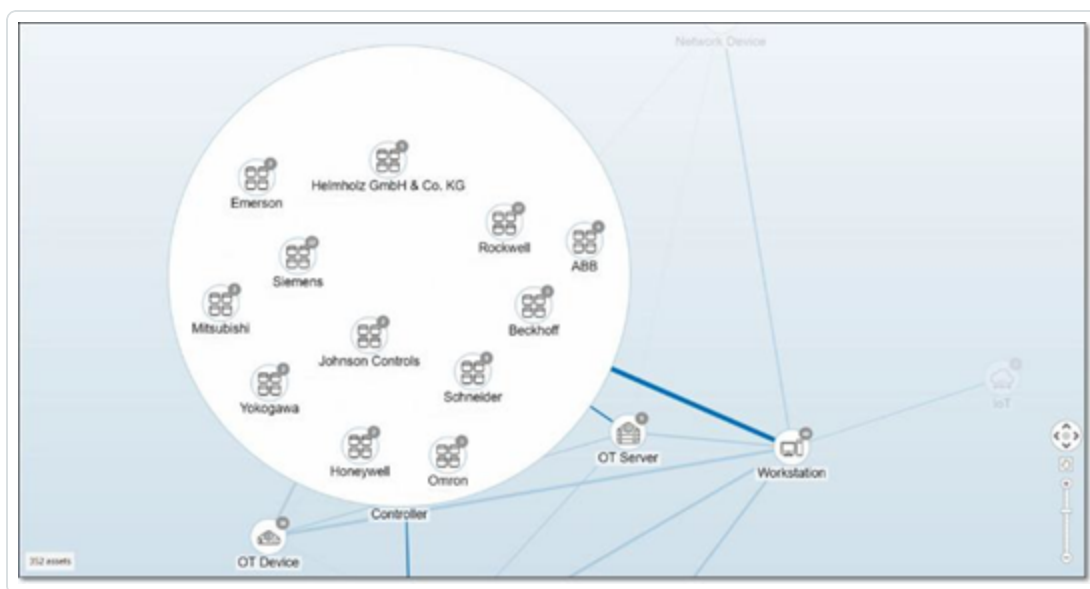 Network Device
Helmholz GmbH & Co. KG
Emerson
Rockwell
ABB
Siemens
Mitsubishi
Beckhoff
Johnson Controls
Schneider
Yokogawa
IoT
OT Server
Honeywell
Omron
Workstation
Controller
OT Device
352 assets